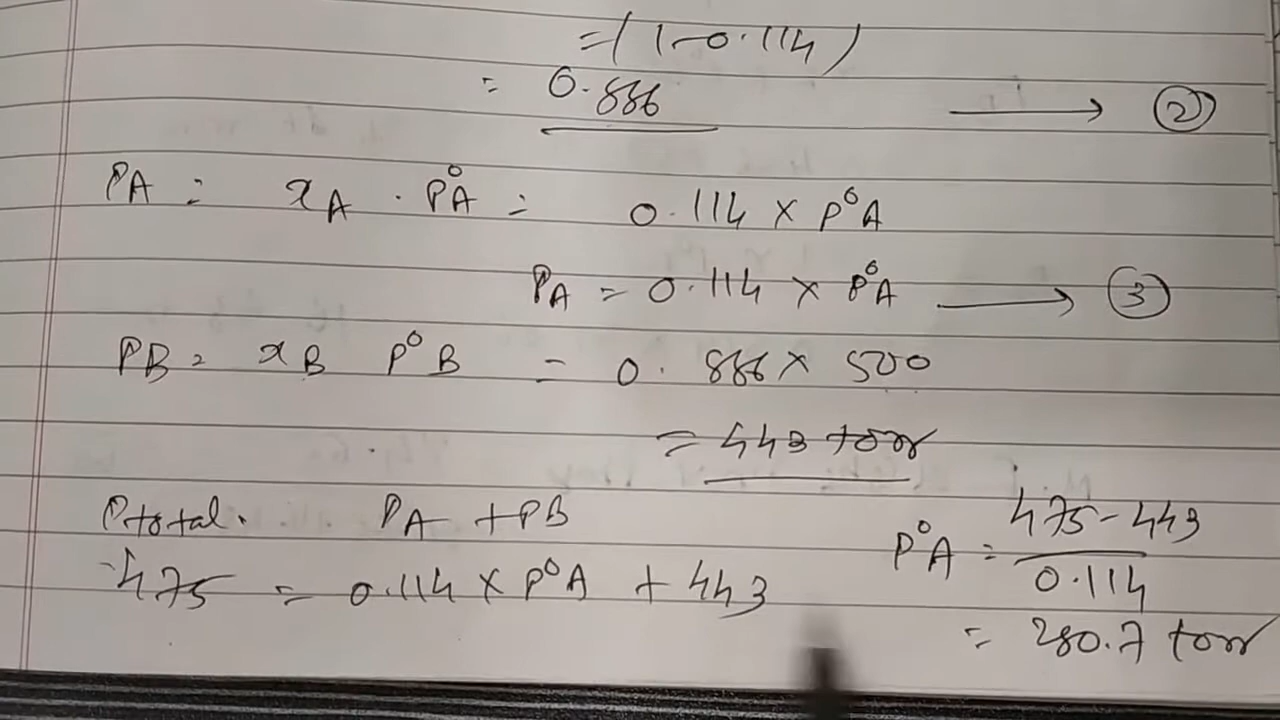 =(1-0.114)
= 0.886 → ②
PA = xA . P°A = 0.114 × P°A
PA = 0.114 × P°A → ③
PB = xB P°B = 0.886 × 500
= 443 torr
Ptotal. PA + PB
475 = 0.114 × P°A + 443
P°A = 475-443
0.114
= 280.7 torr